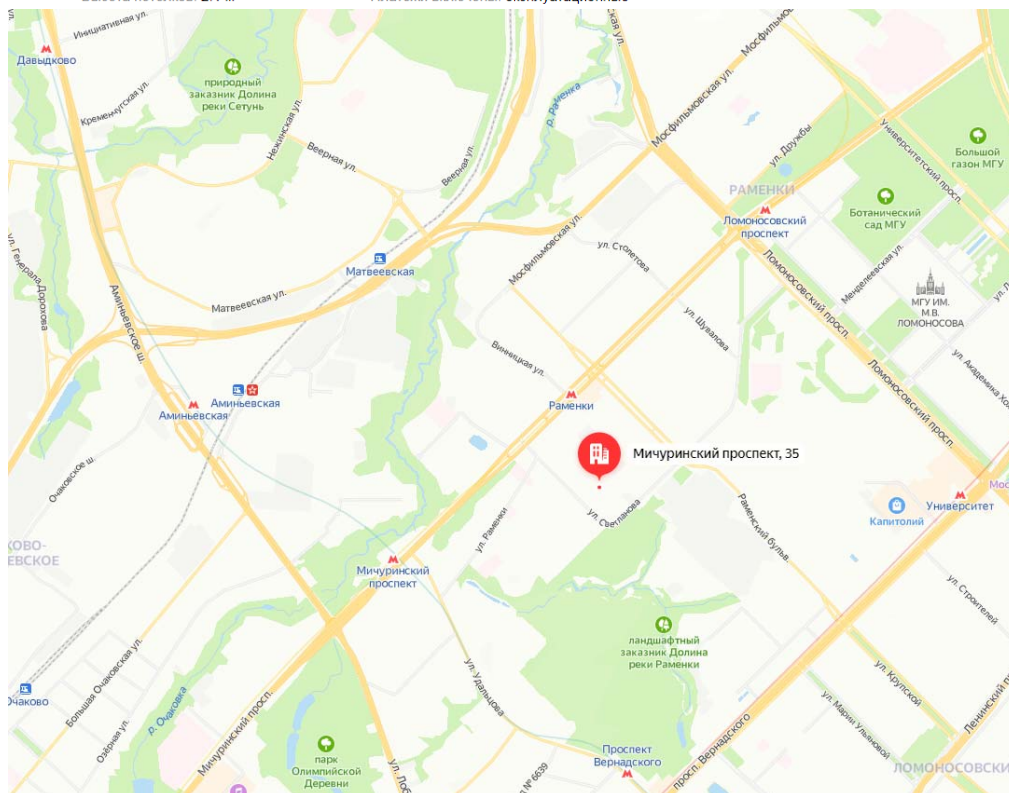 Инициативная ул.
Давыдково
природный
заказник Долина
реки Сетунь
Кременчугская ул.
Нежинская ул.
Веерная ул.
Веерная ул.
р. Раменка
Мосфильмовская ул.
Мосфильмовская ул.
ул. Дружбы
Университетский просп.
Большой
газон МГУ
РАМЕНКИ
Ботанический
сад МГУ
Ломоносовский
проспект
ул. Генерала Дорохова
Матвеевская
Матвеевская ул.
Мосфильмовская ул.
ул. Столетова
Ломоносовский просп.
Менделеевская ул.
МГУ ИМ.
М.В.
ЛОМОНОСОВА
Аминьевское ш.
ул. Шувалова
Винницкая ул.
Ломоносовский просп.
Аминьевская
Аминьевская
Раменки
Мичуринский проспект, 35
Очаковское ш.
ул. Светланова
ул. Раменки
Раменский бульв.
Капитолий
Университет
Мичуринский
проспект
ул. Строителей
ландшафтный
заказник Долина
реки Раменки
ул. Удальцова
ул. Крупской
Очаково
Большая Очаковская ул.
Озёрная ул.
р. Очаковка
Мичуринский просп.
ул. Марии Ульяновой
парк
Олимпийской
Деревни
Проспект
Вернадского
просп. Вернадского
№ 6639
ЛОМОНОСОВСКИЙ